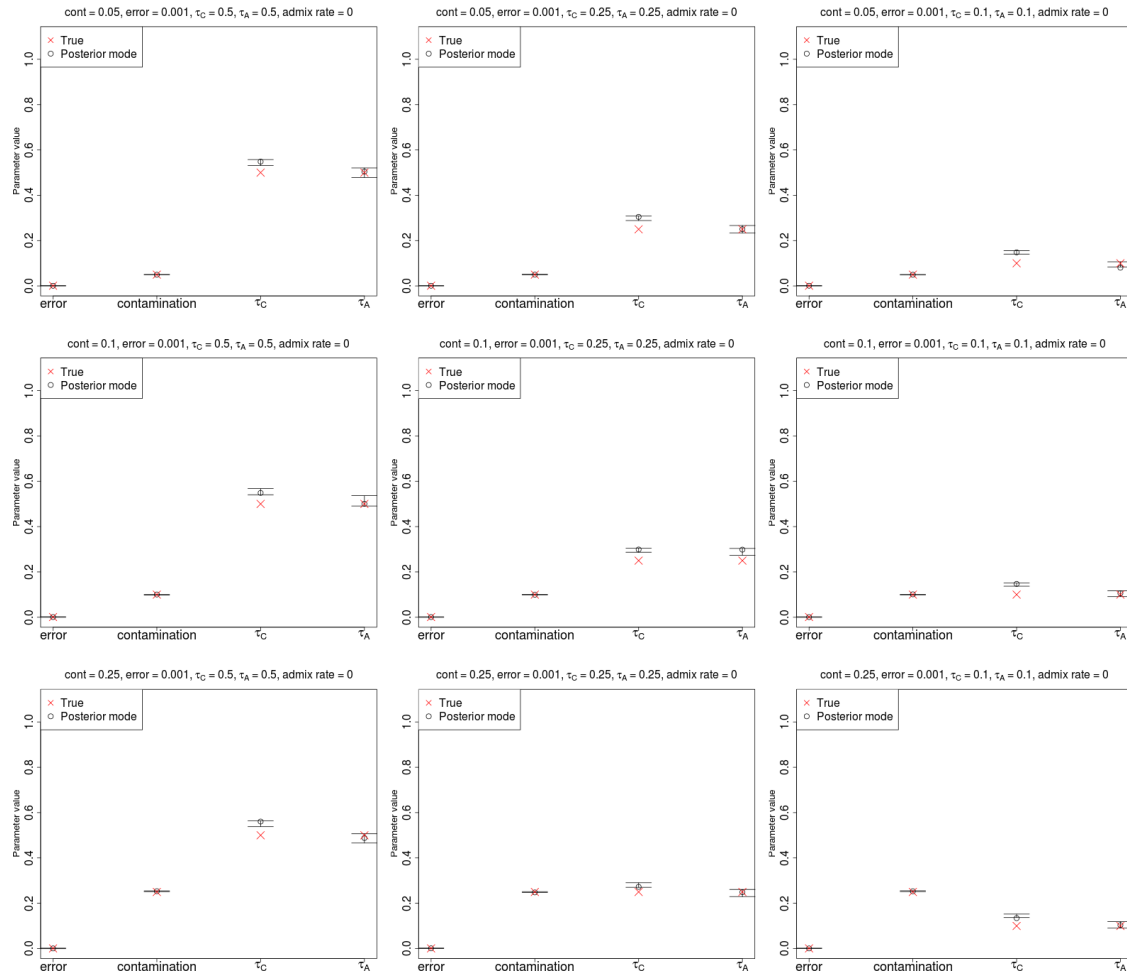 cont = 0.05, error = 0.001, τC = 0.5, τA = 0.5, admix rate = 0
True
Posterior mode
Parameter value
0.0 0.2 0.4 0.6 0.8 1.0
error contamination τC τA
cont = 0.05, error = 0.001, τC = 0.25, τA = 0.25, admix rate = 0
True
Posterior mode
Parameter value
0.0 0.2 0.4 0.6 0.8 1.0
error contamination τC τA
cont = 0.05, error = 0.001, τC = 0.1, τA = 0.1, admix rate = 0
True
Posterior mode
Parameter value
0.0 0.2 0.4 0.6 0.8 1.0
error contamination τC τA
cont = 0.1, error = 0.001, τC = 0.5, τA = 0.5, admix rate = 0
True
Posterior mode
Parameter value
0.0 0.2 0.4 0.6 0.8 1.0
error contamination τC τA
cont = 0.1, error = 0.001, τC = 0.25, τA = 0.25, admix rate = 0
True
Posterior mode
Parameter value
0.0 0.2 0.4 0.6 0.8 1.0
error contamination τC τA
cont = 0.1, error = 0.001, τC = 0.1, τA = 0.1, admix rate = 0
True
Posterior mode
Parameter value
0.0 0.2 0.4 0.6 0.8 1.0
error contamination τC τA
cont = 0.25, error = 0.001, τC = 0.5, τA = 0.5, admix rate = 0
True
Posterior mode
Parameter value
0.0 0.2 0.4 0.6 0.8 1.0
error contamination τC τA
cont = 0.25, error = 0.001, τC = 0.25, τA = 0.25, admix rate = 0
True
Posterior mode
Parameter value
0.0 0.2 0.4 0.6 0.8 1.0
error contamination τC τA
cont = 0.25, error = 0.001, τC = 0.1, τA = 0.1, admix rate = 0
True
Posterior mode
Parameter value
0.0 0.2 0.4 0.6 0.8 1.0
error contamination τC τA